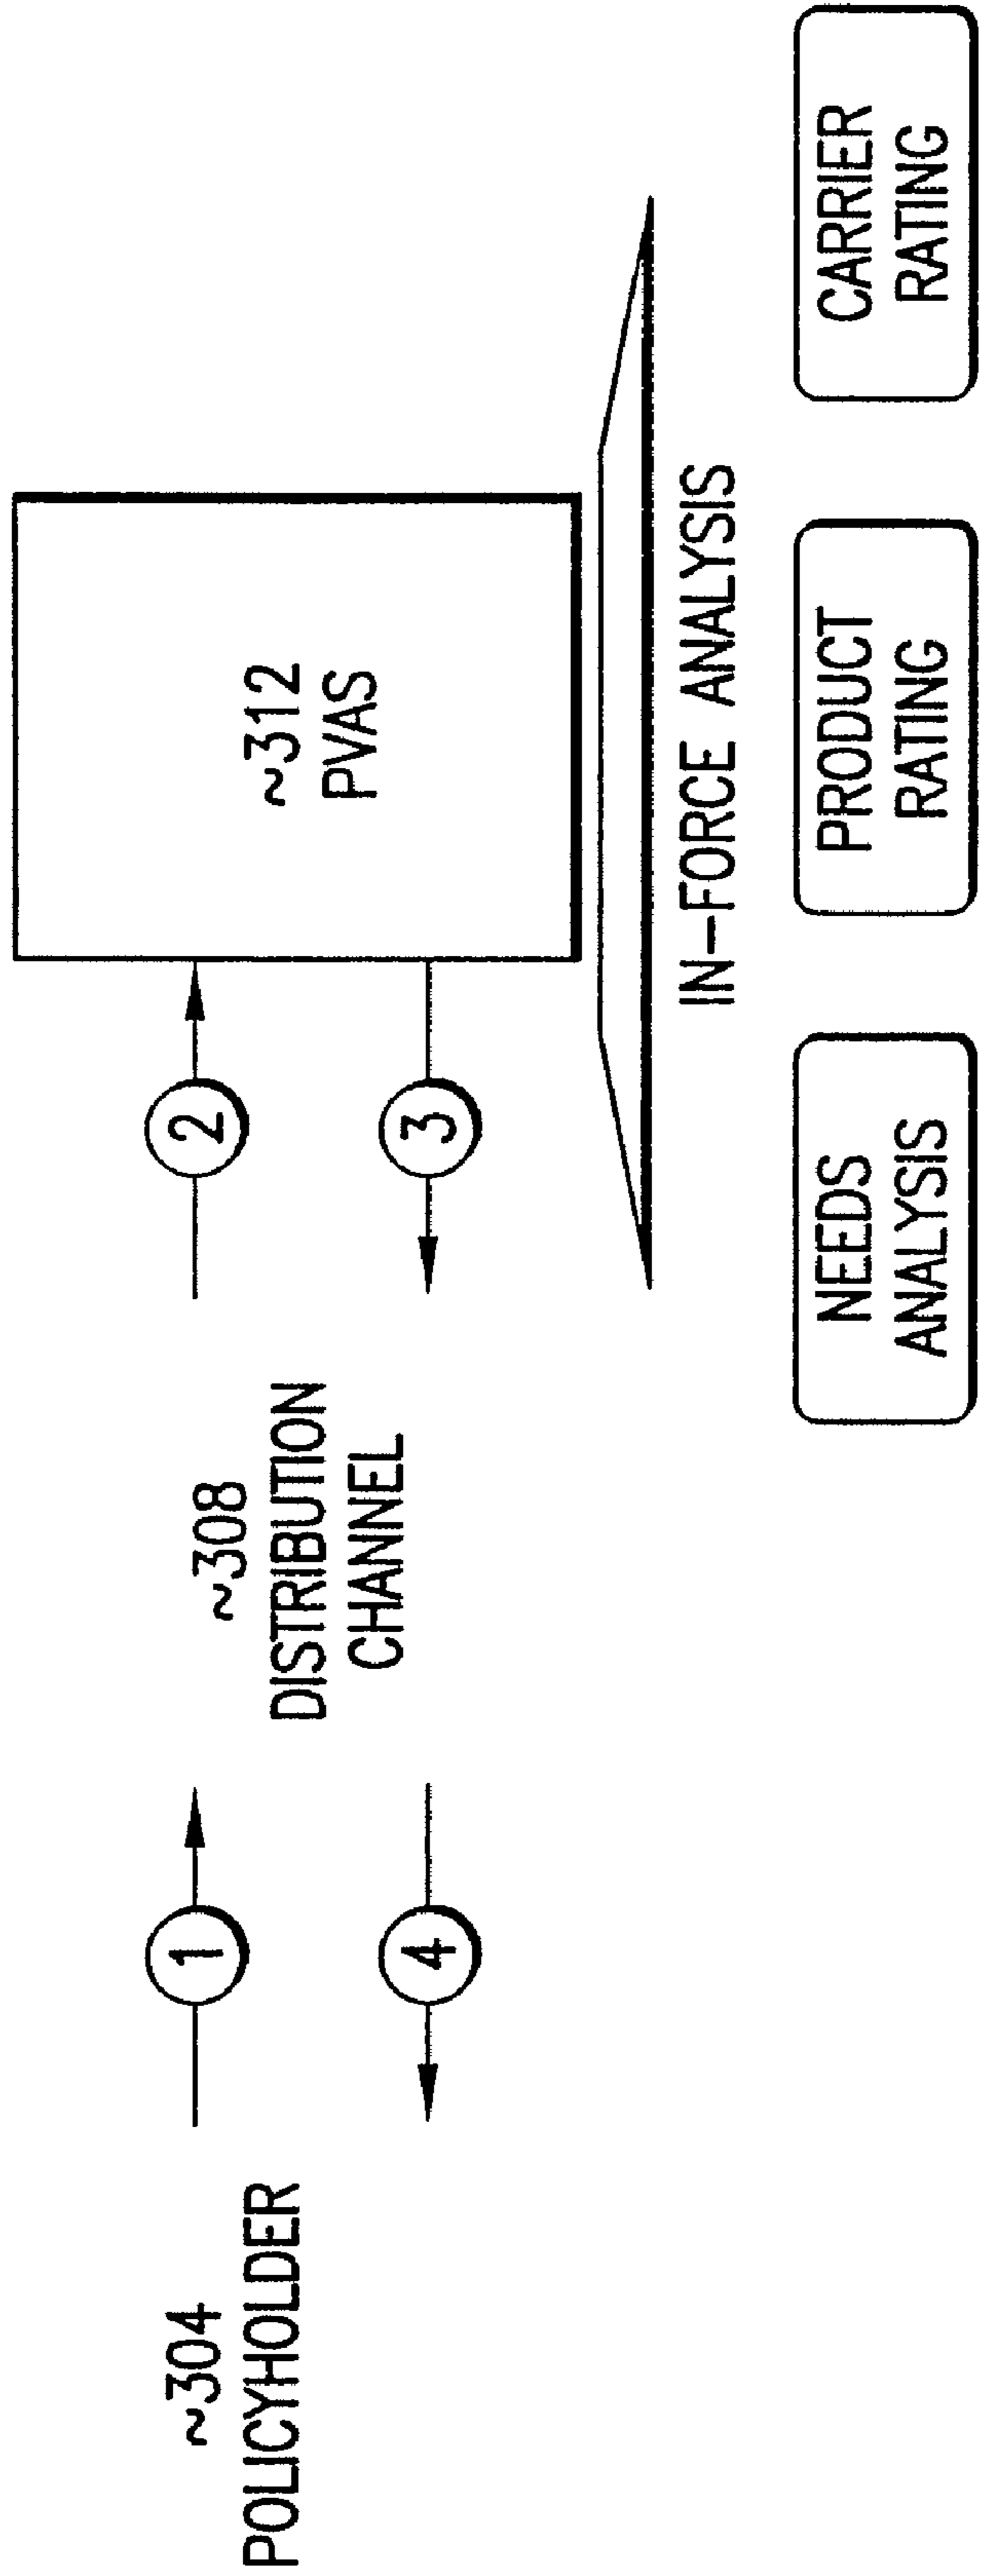 ~304
POLICYHOLDER
1
4
~308
DISTRIBUTION
CHANNEL
2
3
~312
PVAS
IN-FORCE ANALYSIS
NEEDS
ANALYSIS
PRODUCT
RATING
CARRIER
RATING